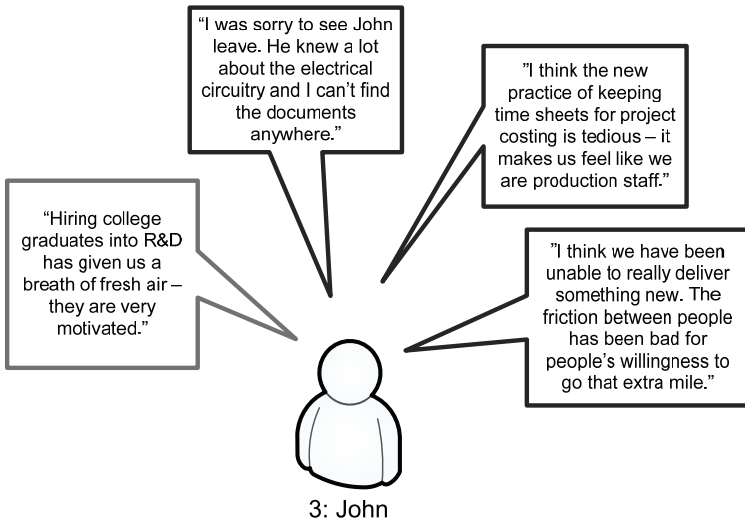 “I was sorry to see John
leave. He knew a lot
about the electrical
circuitry and I can’t find
the documents
anywhere.”
”I think the new
practice of keeping
time sheets for project
costing is tedious – it
makes us feel like we
are production staff.”
“Hiring college
graduates into R&D
has given us a
breath of fresh air –
they are very
motivated.”
”I think we have been
unable to really deliver
something new. The
friction between people
has been bad for
people’s willingness to
go that extra mile.”
3: John